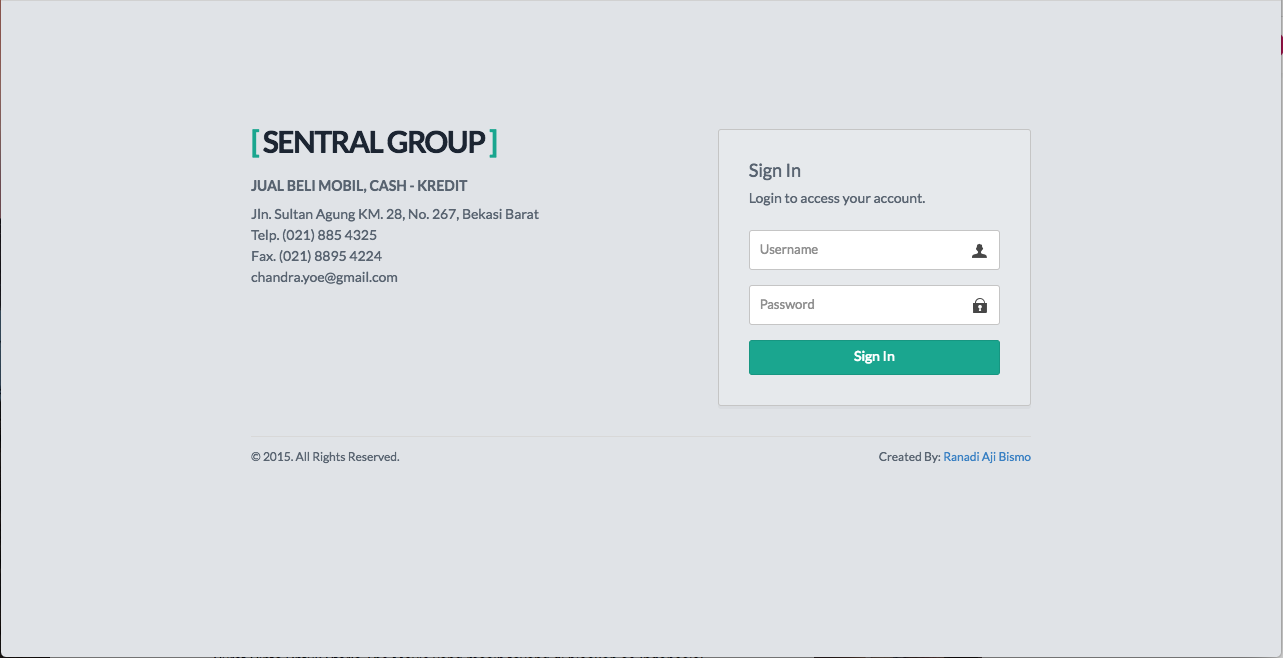 [ SENTRAL GROUP ]
JUAL BELI MOBIL, CASH - KREDIT
Jln. Sultan Agung KM. 28, No. 267, Bekasi Barat
Telp. (021) 885 4325
Fax. (021) 8895 4224
chandra.yoe@gmail.com
Sign In
Login to access your account.
Username
Password
Sign In
© 2015. All Rights Reserved.
Created By: Ranadi Aji Bismo